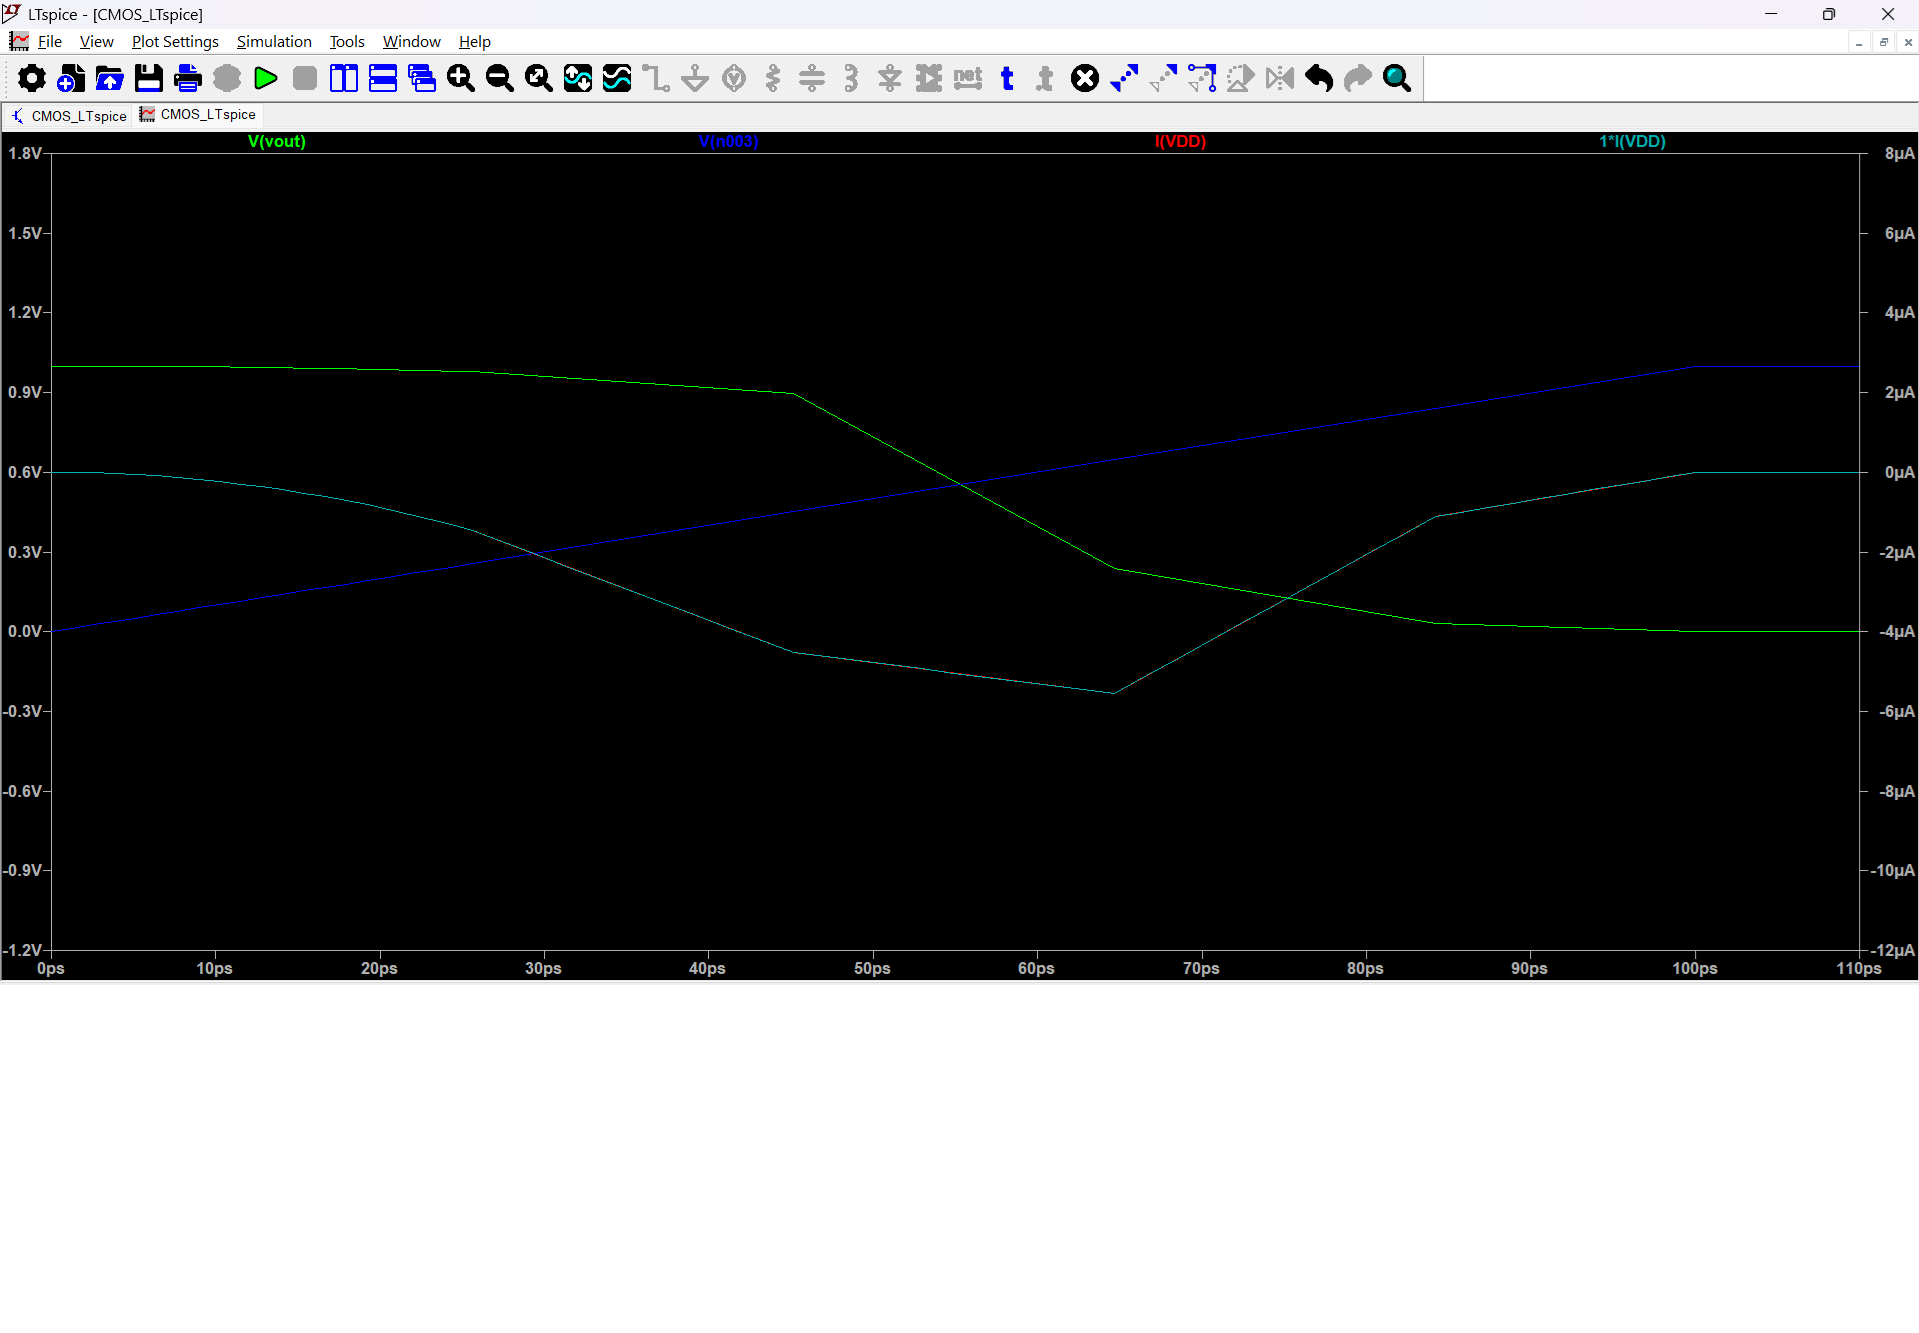 LTspice - [CMOS_LTspice]
File View Plot Settings Simulation Tools Window Help
net t .t
CMOS_LTspice CMOS_LTspice
V(vout) V(n003) I(VDD) 1*I(VDD)
1.8V 8µA
1.5V 6µA
1.2V 4µA
0.9V 2µA
0.6V 0µA
0.3V -2µA
0.0V -4µA
-0.3V -6µA
-0.6V -8µA
-0.9V -10µA
-1.2V -12µA
0ps 10ps 20ps 30ps 40ps 50ps 60ps 70ps 80ps 90ps 100ps 110ps